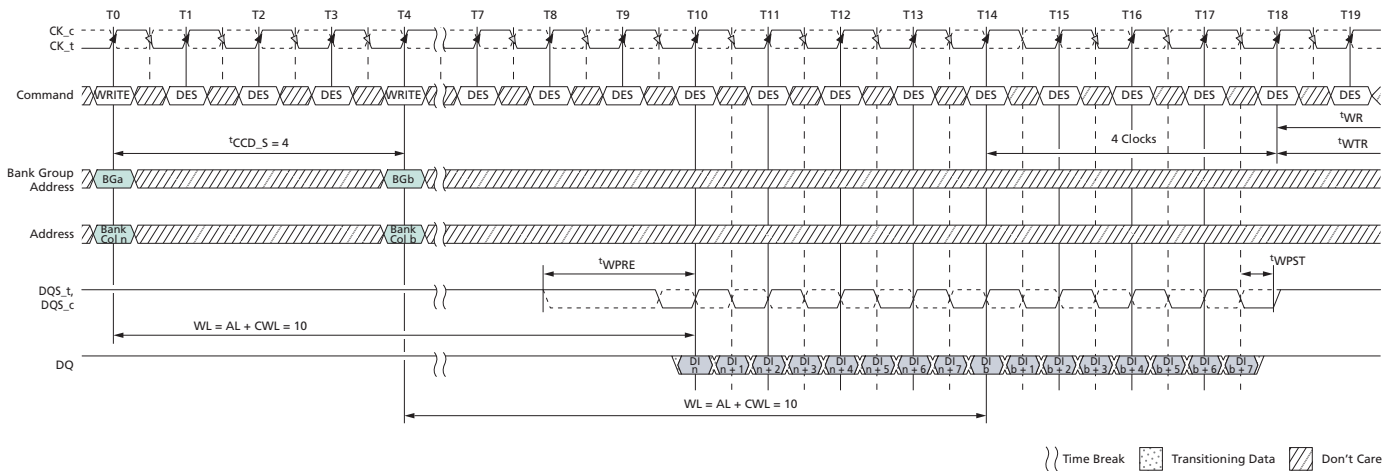 T0 T1 T2 T3 T4 T7 T8 T9 T10 T11 T12 T13 T14 T15 T16 T17 T18 T19
CK_c
CK_t
Command WRITE DES DES DES WRITE DES DES DES DES DES DES DES DES DES DES DES DES DES
tWR
tCCD_S = 4 4 Clocks tWTR
Bank Group
Address BGa BGb
Address Bank
Col n Bank
Col b
tWPRE tWPST
DQS_t,
DQS_c
WL = AL + CWL = 10
DQ DI
n DI
n + 1 DI
n + 2 DI
n + 3 DI
n + 4 DI
n + 5 DI
n + 6 DI
n + 7 DI
b DI
b + 1 DI
b + 2 DI
b + 3 DI
b + 4 DI
b + 5 DI
b + 6 DI
b + 7
WL = AL + CWL = 10
Time Break Transitioning Data Don't Care